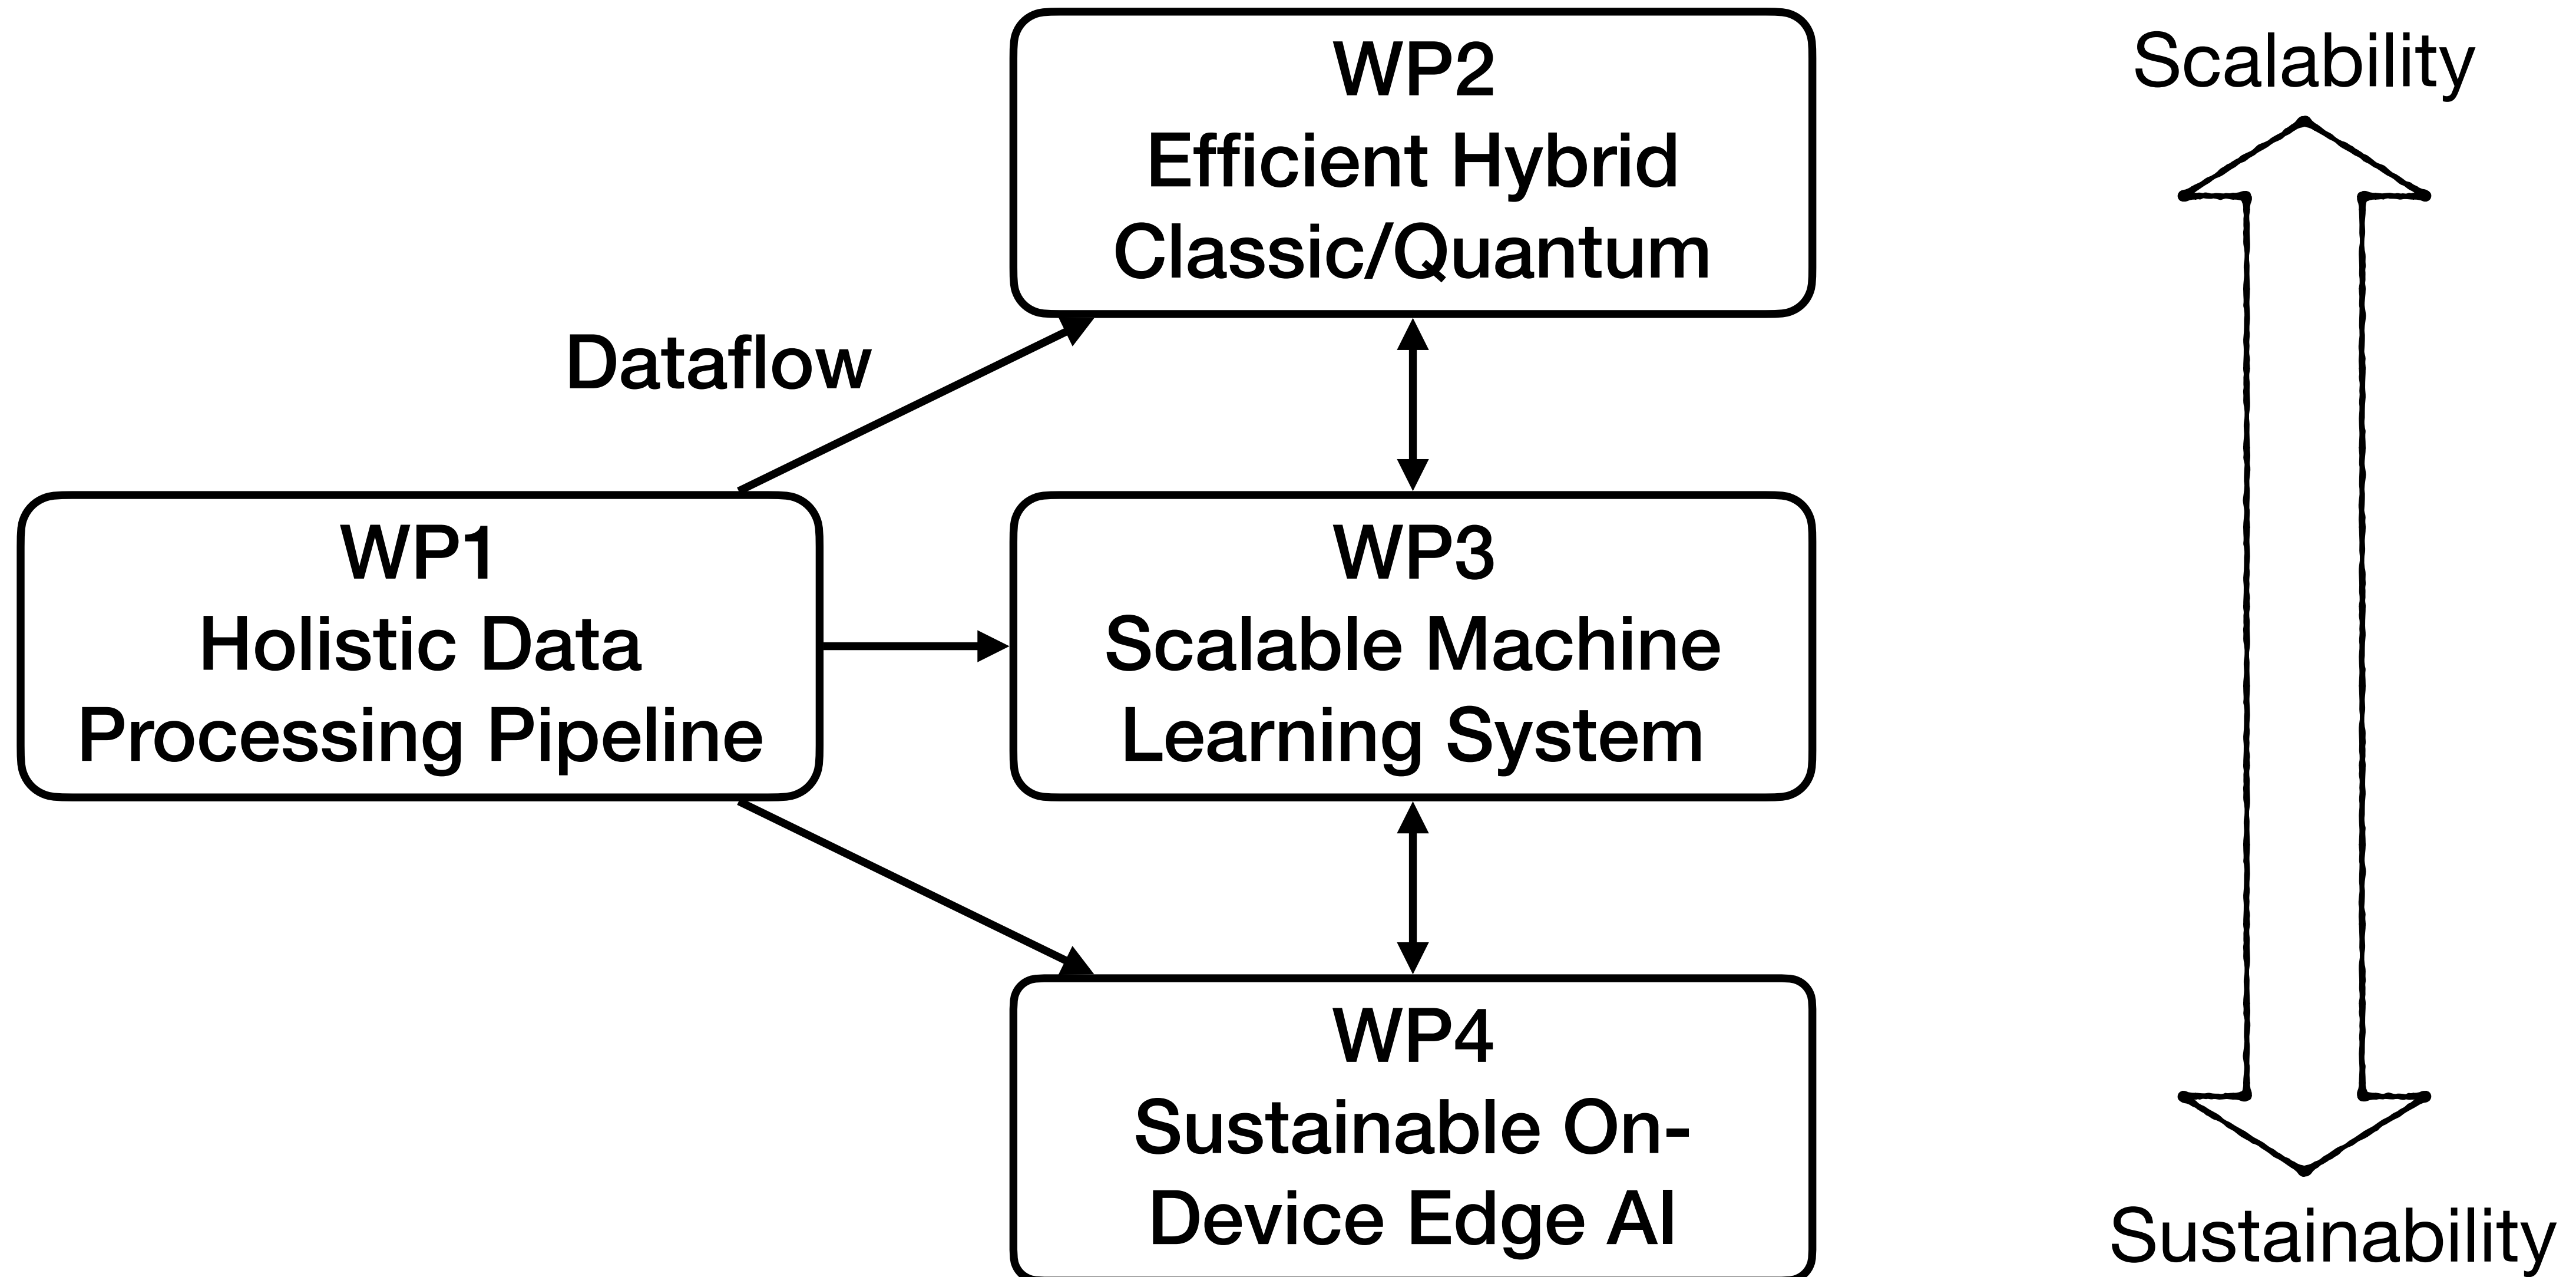 WP2
Efficient Hybrid
Classic/Quantum
Scalability
Dataflow
WP1
Holistic Data
Processing Pipeline
WP3
Scalable Machine
Learning System
WP4
Sustainable On-
Device Edge AI
Sustainability